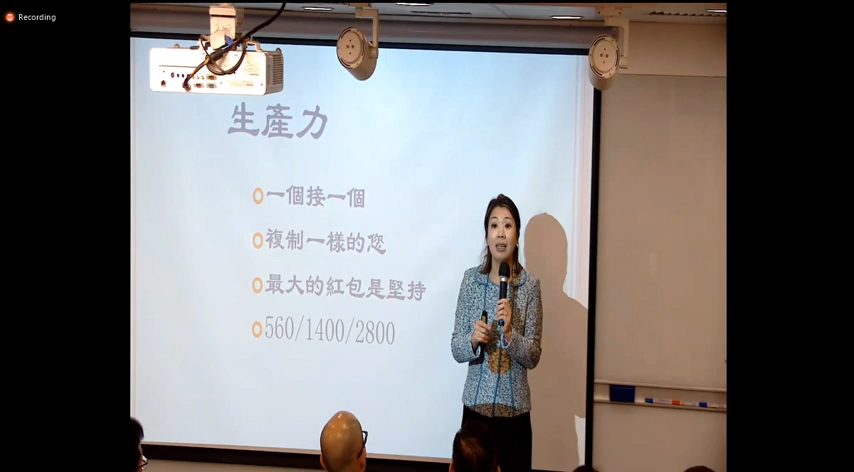 Recording
生產力
一個接一個
複制一樣的您
最大的紅包是堅持
560/1400/2800